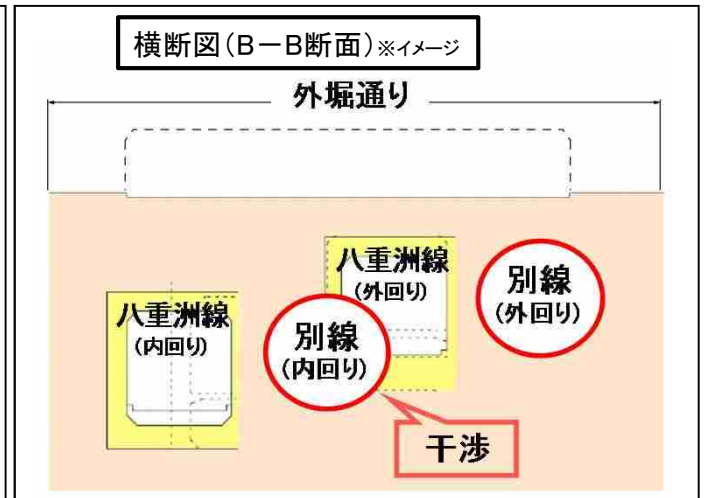 横断図(B－B断面)※イメージ
外堀通り
八重洲線
(外回り)
別線
(外回り)
八重洲線
(内回り)
別線
(内回り)
干渉